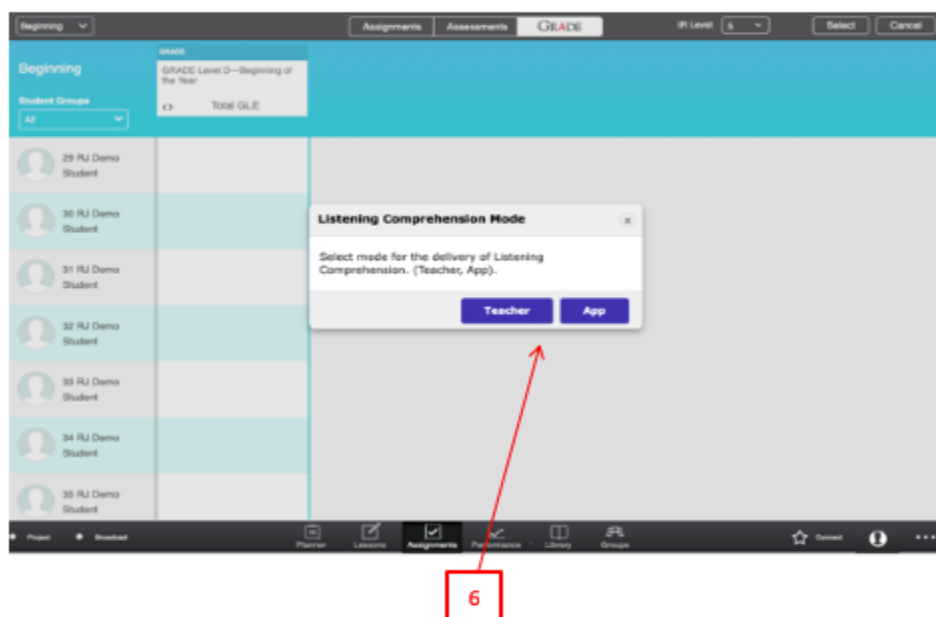 Beginning
Assignments
Assessments
GRADE
IR Level
5
Select
Cancel
Beginning
Student Groups
All
GRADE
GRADE Level D—Beginning of
the Year
<> Total GLE
29 RJ Demo
Student
30 RJ Demo
Student
31 RJ Demo
Student
32 RJ Demo
Student
33 RJ Demo
Student
34 RJ Demo
Student
35 RJ Demo
Student
Listening Comprehension Mode
x
Select mode for the delivery of Listening
Comprehension. (Teacher, App).
Teacher
App
Project
Broadcast
Planner
Lessons
Assignments
Performance
Library
Groups
Connect
6